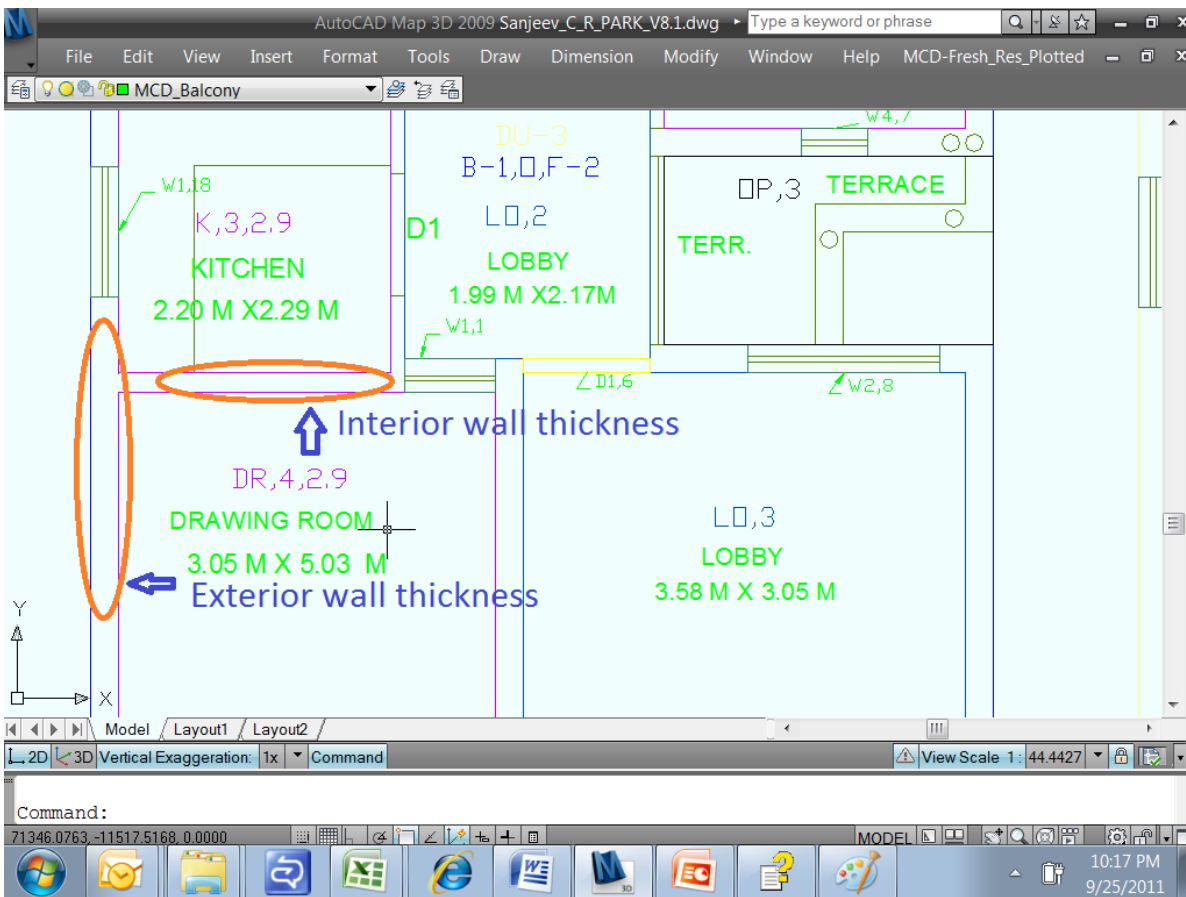 AutoCAD Map 3D 2009 Sanjeev_C_R_PARK_V8.1.dwg Type a keyword or phrase
File Edit View Insert Format Tools Draw Dimension Modify Window Help MCD-Fresh_Res_Plotted
MCD_Balcony
W4,7
DU-3
B-1,O,F-2
W1,18
OP,3 TERRACE
K,3,2.9
LO,2
D1
TERR.
KITCHEN
LOBBY
2.20 M X2.29 M
1.99 M X2.17M
W1,1
D1,6
W2,8
Interior wall thickness
DR,4,2.9
DRAWING ROOM
LO,3
3.05 M X 5.03 M
LOBBY
Exterior wall thickness
3.58 M X 3.05 M
Y
X
Model Layout1 Layout2
2D 3D Vertical Exaggeration: 1x Command View Scale 1: 44.4427
Command:
71346.0763, -11517.5168, 0.0000 MODEL
3D
10:17 PM
9/25/2011